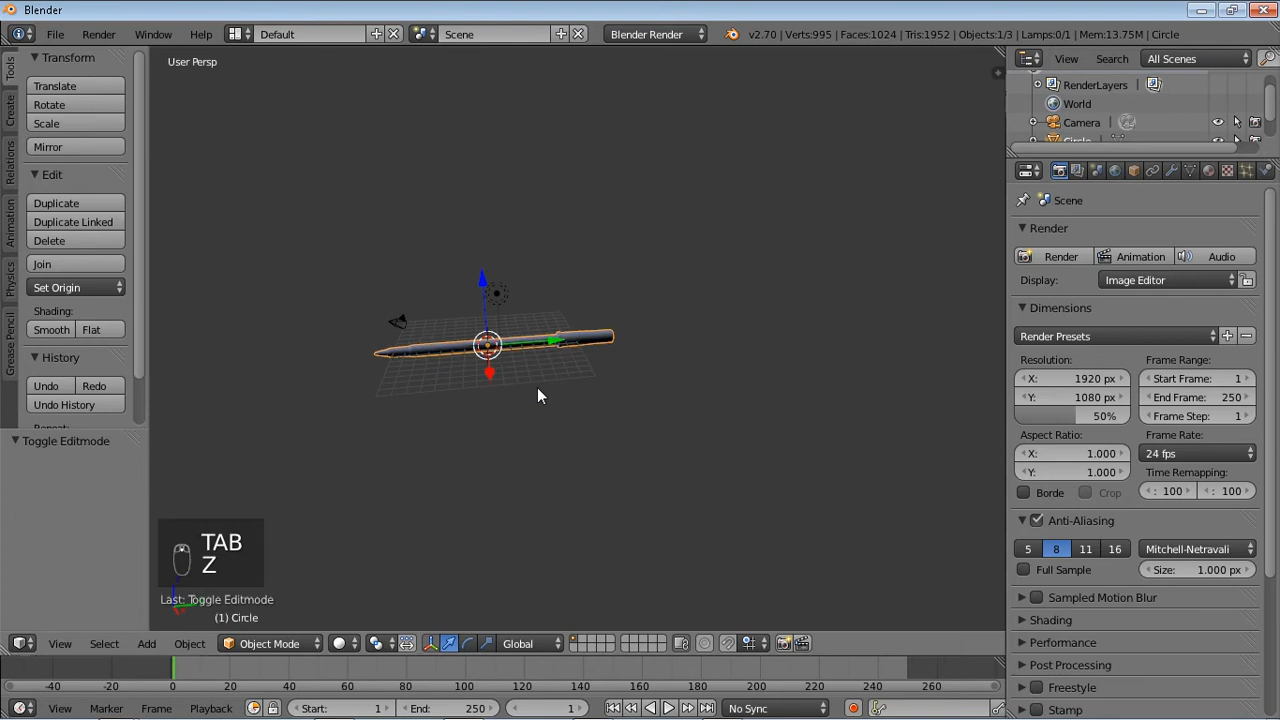 Blender
File Render Window Help Default Scene Blender Render v2.70 | Verts:995 | Faces:1024 | Tris:1952 | Objects:1/3 | Lamps:0/1 | Mem:13.75M | Circle
Tools
Create
Relations
Animation
Physics
Grease Pencil
Transform
Translate
Rotate
Scale
Mirror
Edit
Duplicate
Duplicate Linked
Delete
Join
Set Origin
Shading:
Smooth Flat
History
Undo Redo
Undo History
Repeat:
Toggle Editmode
User Persp
TAB
Z
Last: Toggle Editmode
(1) Circle
View Select Add Object Object Mode Global
-40 -20 0 20 40 60 80 100 120 140 160 180 200 220 240 260
View Marker Frame Playback Start: 1 End: 250 1 No Sync
View Search All Scenes
RenderLayers
World
Camera
Circle
Scene
Render
Render Animation Audio
Display: Image Editor
Dimensions
Render Presets
Resolution: Frame Range:
X: 1920 px Start Frame: 1
Y: 1080 px End Frame: 250
50% Frame Step: 1
Aspect Ratio: Frame Rate:
X: 1.000 24 fps
Y: 1.000 Time Remapping:
Borde Crop : 100 : 100
Anti-Aliasing
5 8 11 16 Mitchell-Netravali
Full Sample Size: 1.000 px
Sampled Motion Blur
Shading
Performance
Post Processing
Freestyle
Stamp